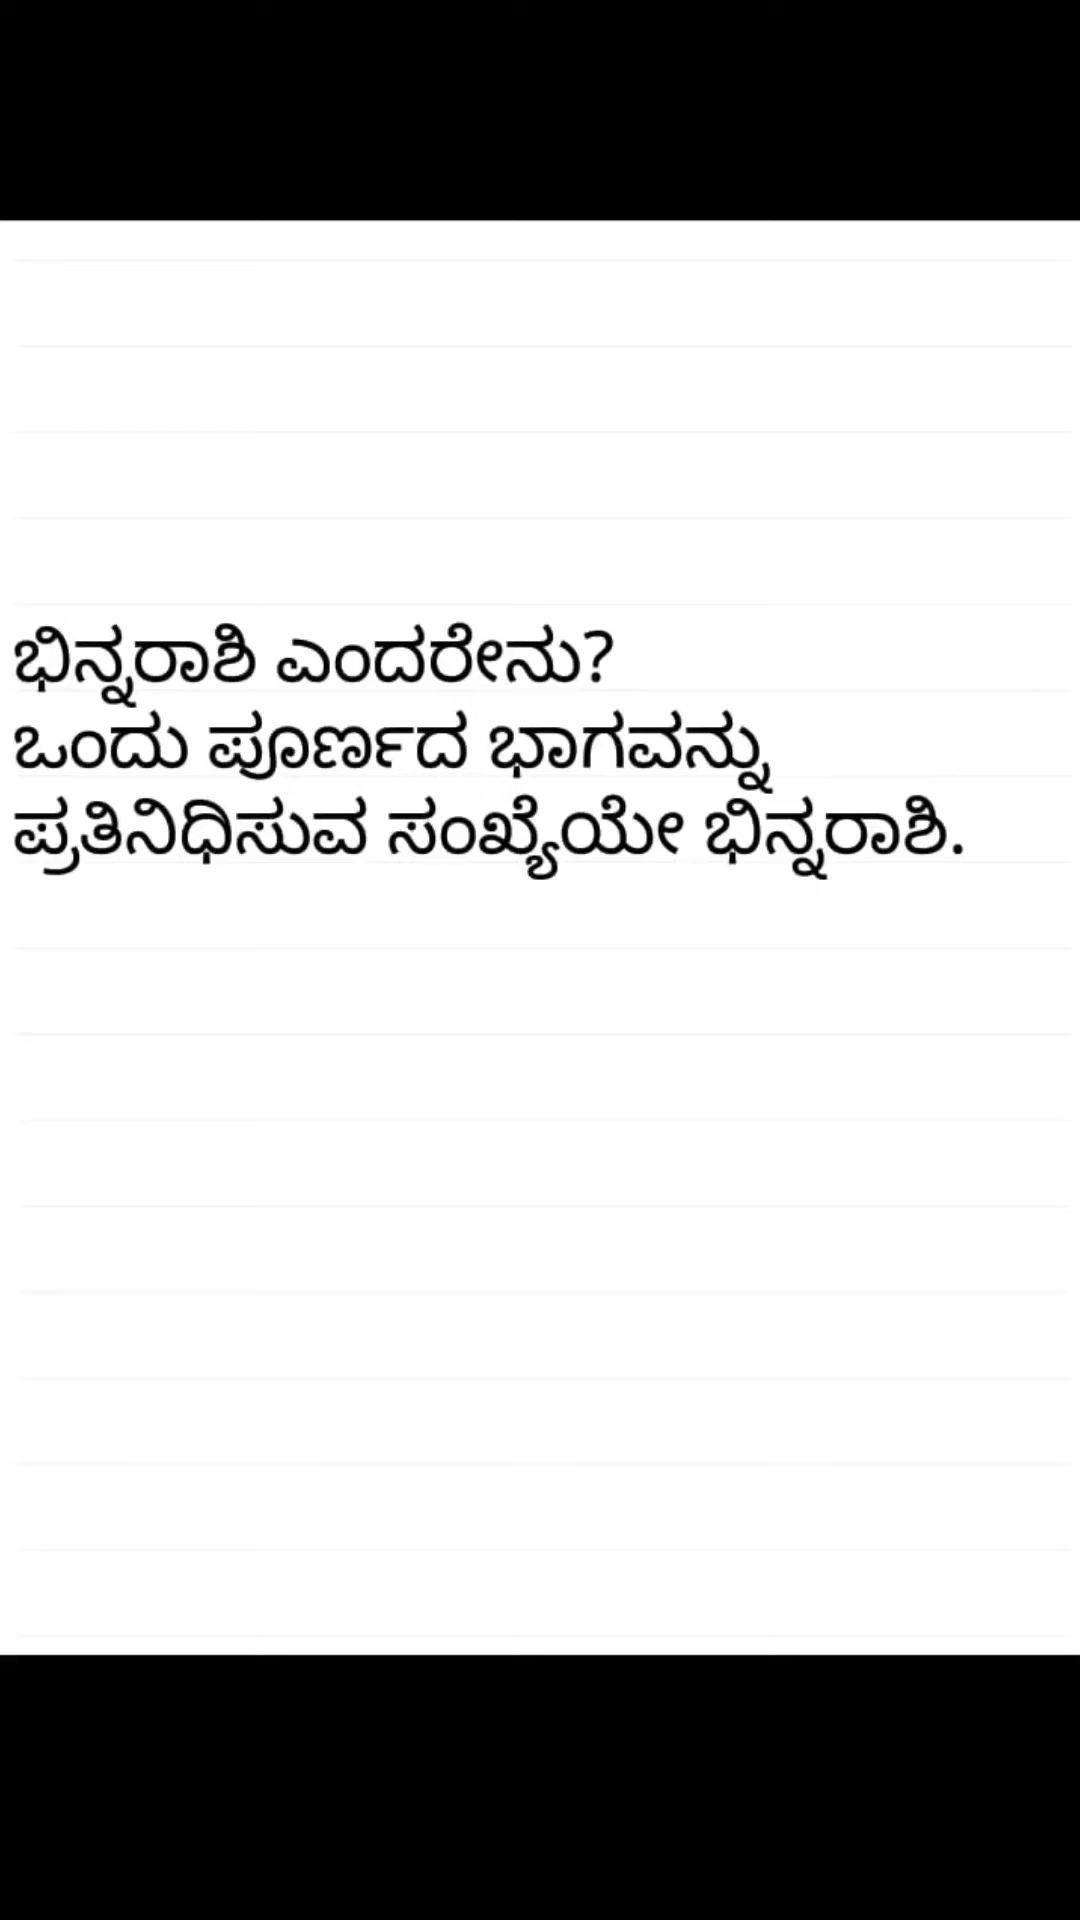 ಭಿನ್ನರಾಶಿ ಎಂದರೇನು?
ಒಂದು ಪೂರ್ಣದ ಭಾಗವನ್ನು
ಪ್ರತಿನಿಧಿಸುವ ಸಂಖ್ಯೆಯೇ ಭಿನ್ನರಾಶಿ.